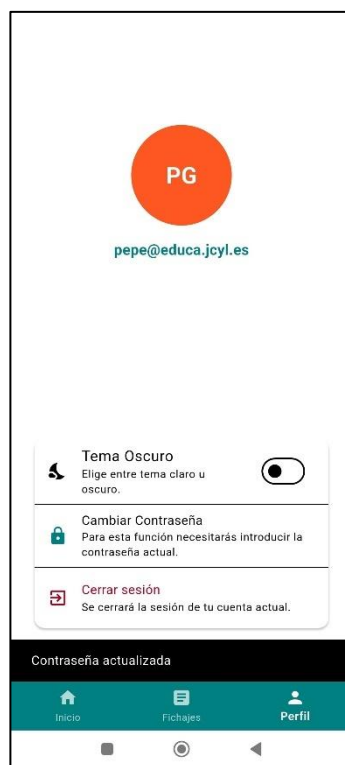 PG
pepe@educa.jcyl.es
Tema Oscuro
Elige entre tema claro u
oscuro.
Cambiar Contraseña
Para esta función necesitarás introducir la
contraseña actual.
Cerrar sesión
Se cerrará la sesión de tu cuenta actual.
Contraseña actualizada
Inicio
Fichajes
Perfil